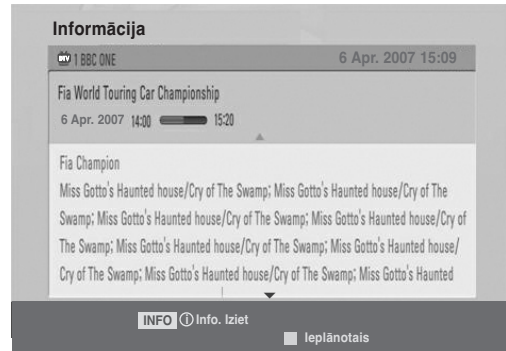 Informācija
DTV 1 BBC ONE 6 Apr. 2007 15:09
Fia World Touring Car Championship
6 Apr. 2007 14:00 15:20
Fia Champion
Miss Gotto's Haunted house/Cry of The Swamp; Miss Gotto's Haunted house/Cry of The
Swamp; Miss Gotto's Haunted house/Cry of The Swamp; Miss Gotto's Haunted house/Cry of
The Swamp; Miss Gotto's Haunted house/Cry of The Swamp; Miss Gotto's Haunted house/
Cry of The Swamp; Miss Gotto's Haunted house/Cry of The Swamp; Miss Gotto's Haunted
INFO ⓘ Info. Iziet
Ieplānotais